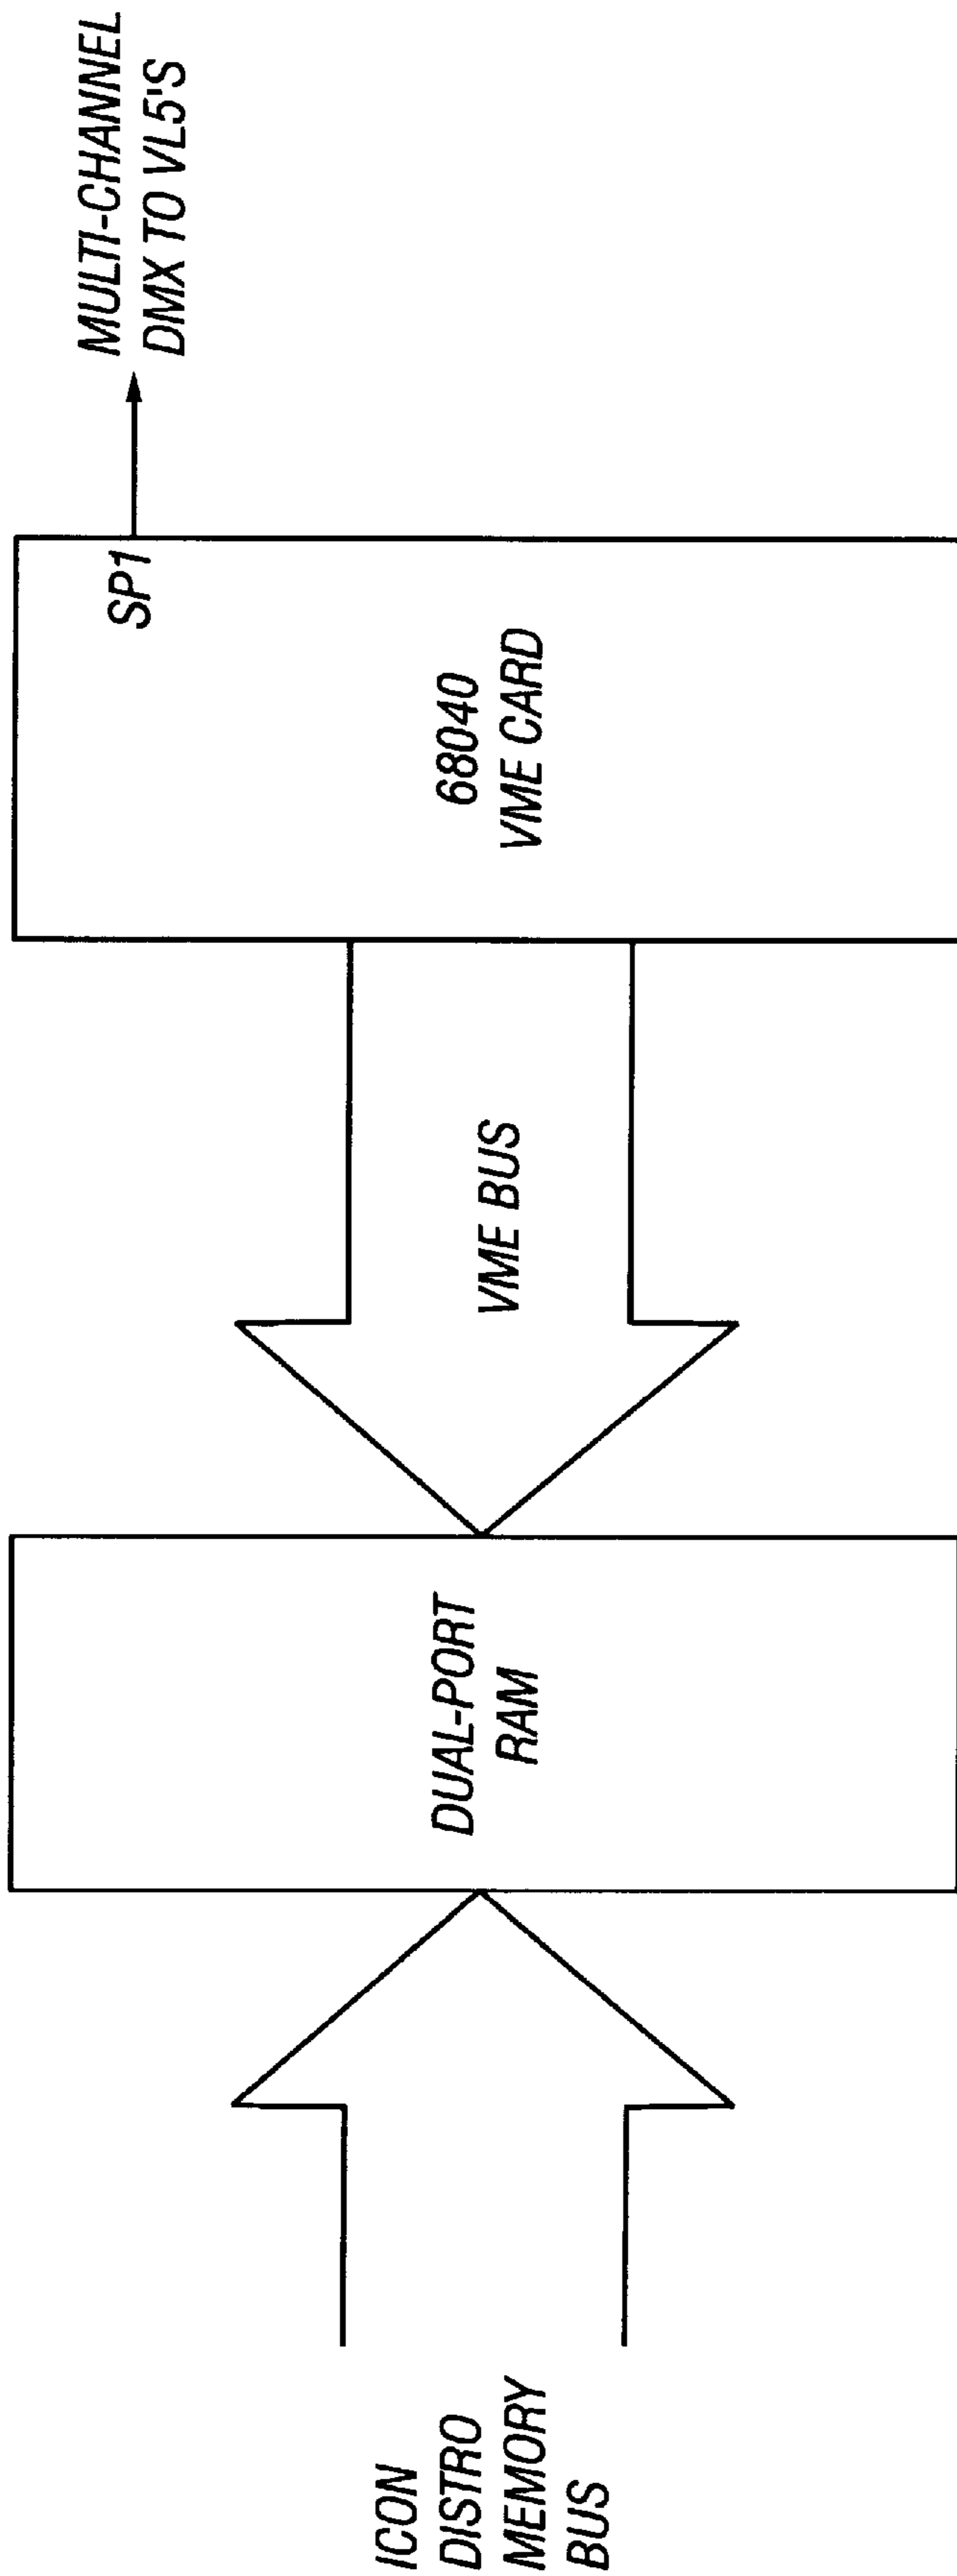 ICON
DISTRO
MEMORY
BUS
DUAL-PORT
RAM
VME BUS
68040
VME CARD
SP1
MULTI-CHANNEL
DMX TO VL5'S